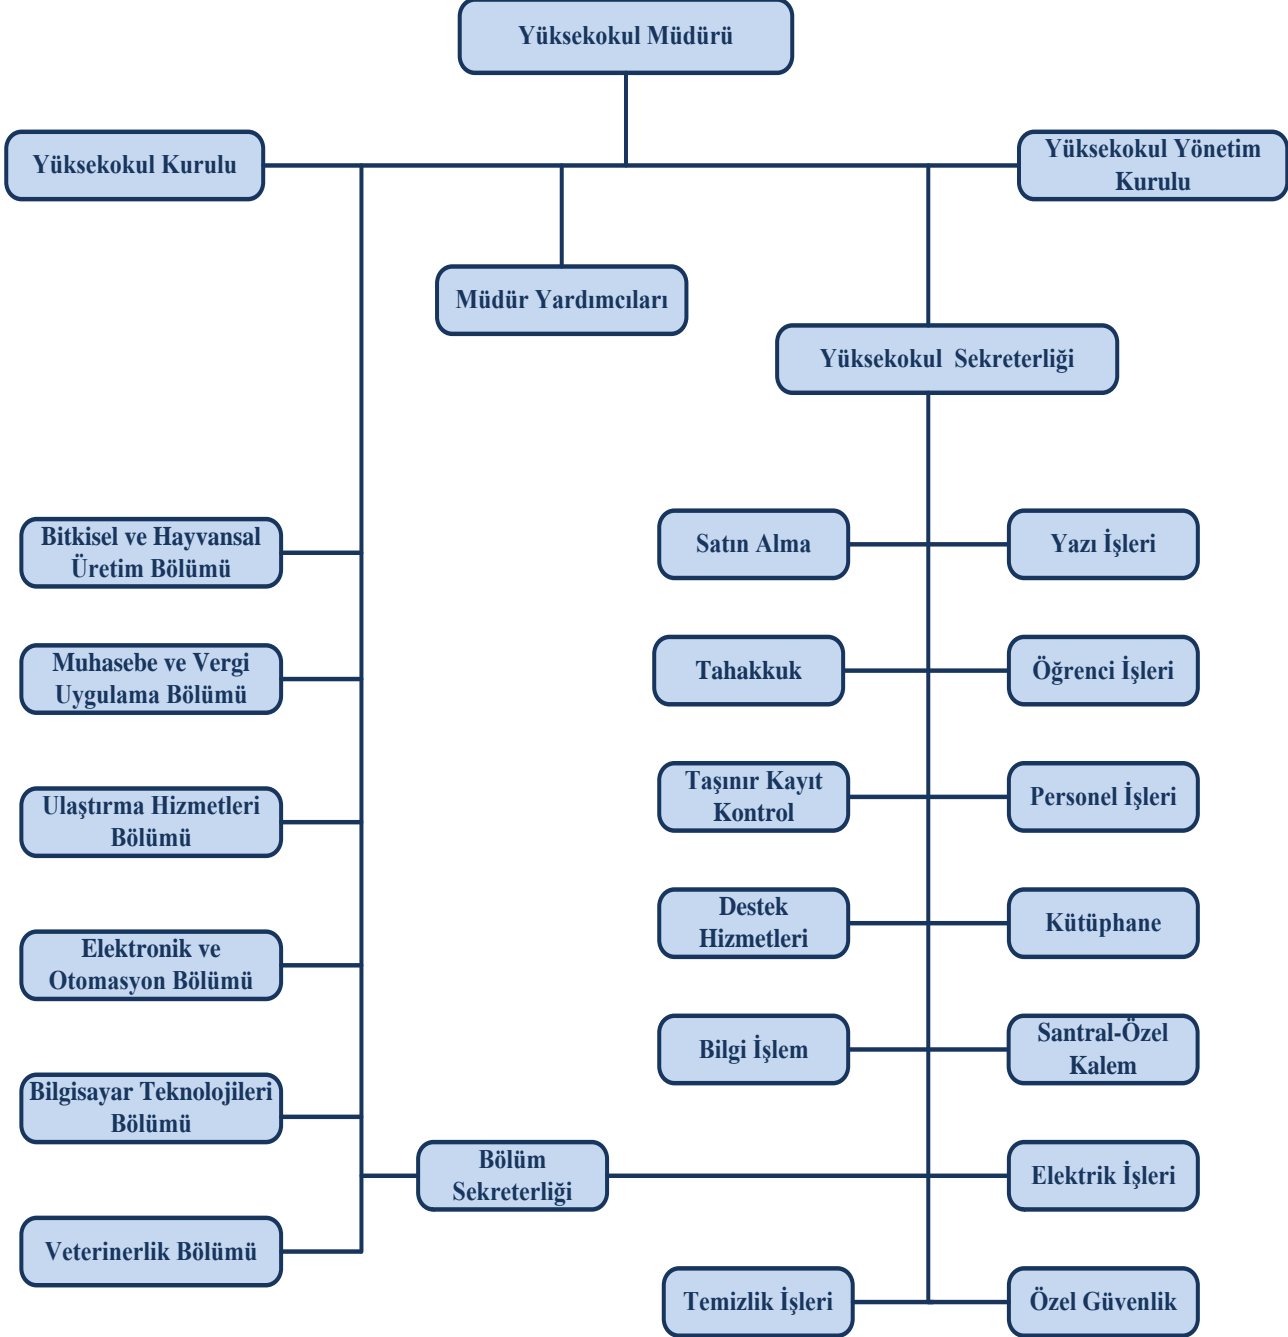 Yüksekokul Müdürü
Yüksekokul Kurulu
Yüksekokul Yönetim
Kurulu
Müdür Yardımcıları
Yüksekokul Sekreterliği
Bitkisel ve Hayvansal
Üretim Bölümü
Muhasebe ve Vergi
Uygulama Bölümü
Ulaştırma Hizmetleri
Bölümü
Elektronik ve
Otomasyon Bölümü
Bilgisayar Teknolojileri
Bölümü
Veterinerlik Bölümü
Bölüm
Sekreterliği
Satın Alma
Yazı İşleri
Tahakkuk
Öğrenci İşleri
Taşınır Kayıt
Kontrol
Personel İşleri
Destek
Hizmetleri
Kütüphane
Bilgi İşlem
Santral-Özel
Kalem
Elektrik İşleri
Temizlik İşleri
Özel Güvenlik